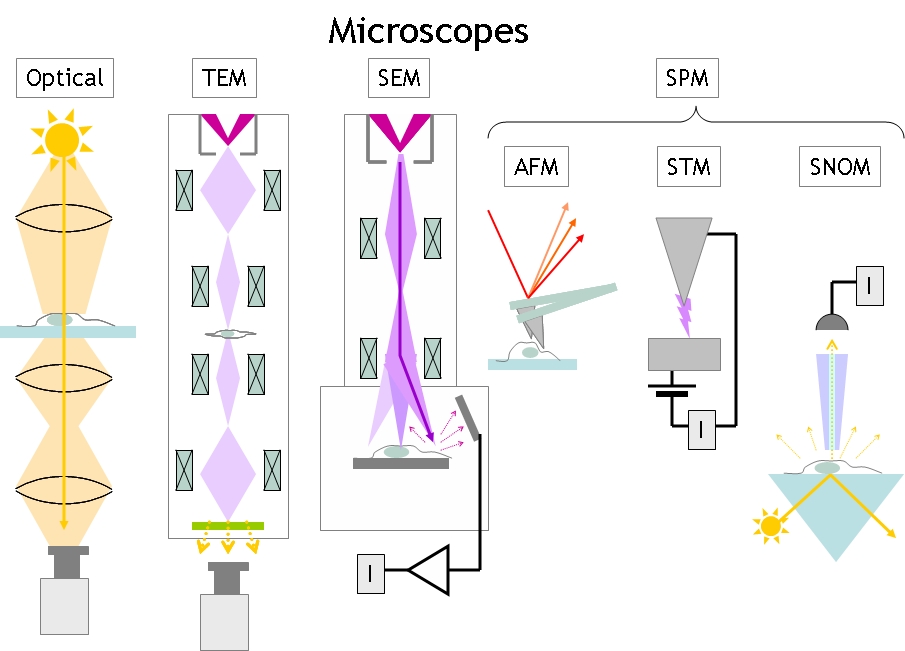 Microscopes
Optical
TEM
SEM
SPM
AFM
STM
SNOM
I
I
I